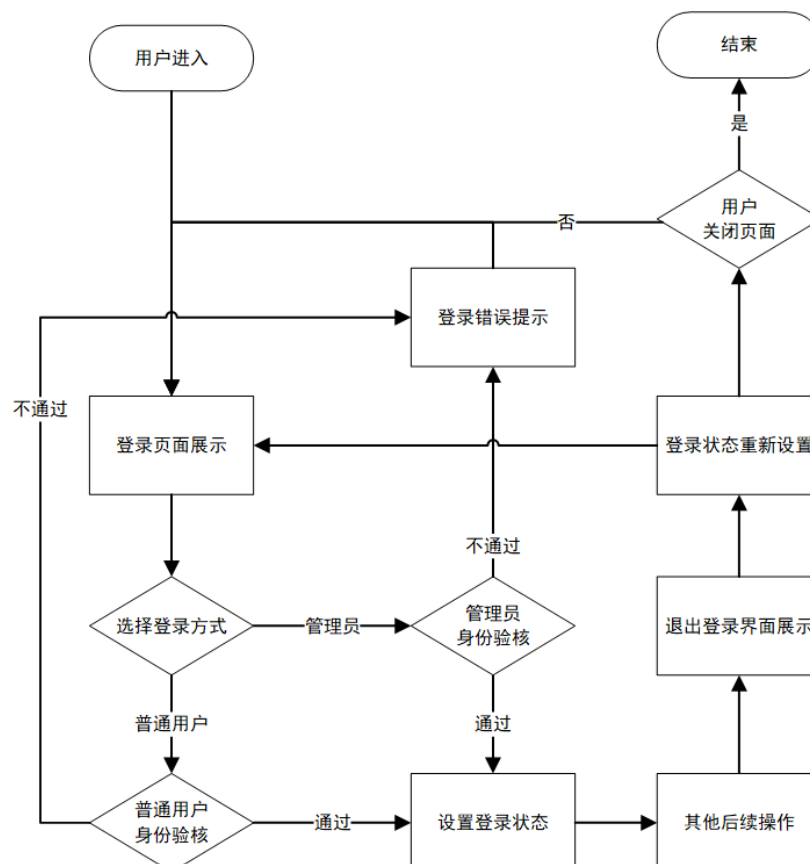 用户进入
结束
是
用户
关闭页面
否
登录错误提示
不通过
登录页面展示
登录状态重新设置
不通过
选择登录方式
管理员
管理员
身份验核
退出登录界面展示
普通用户
通过
普通用户
身份验核
通过
设置登录状态
其他后续操作